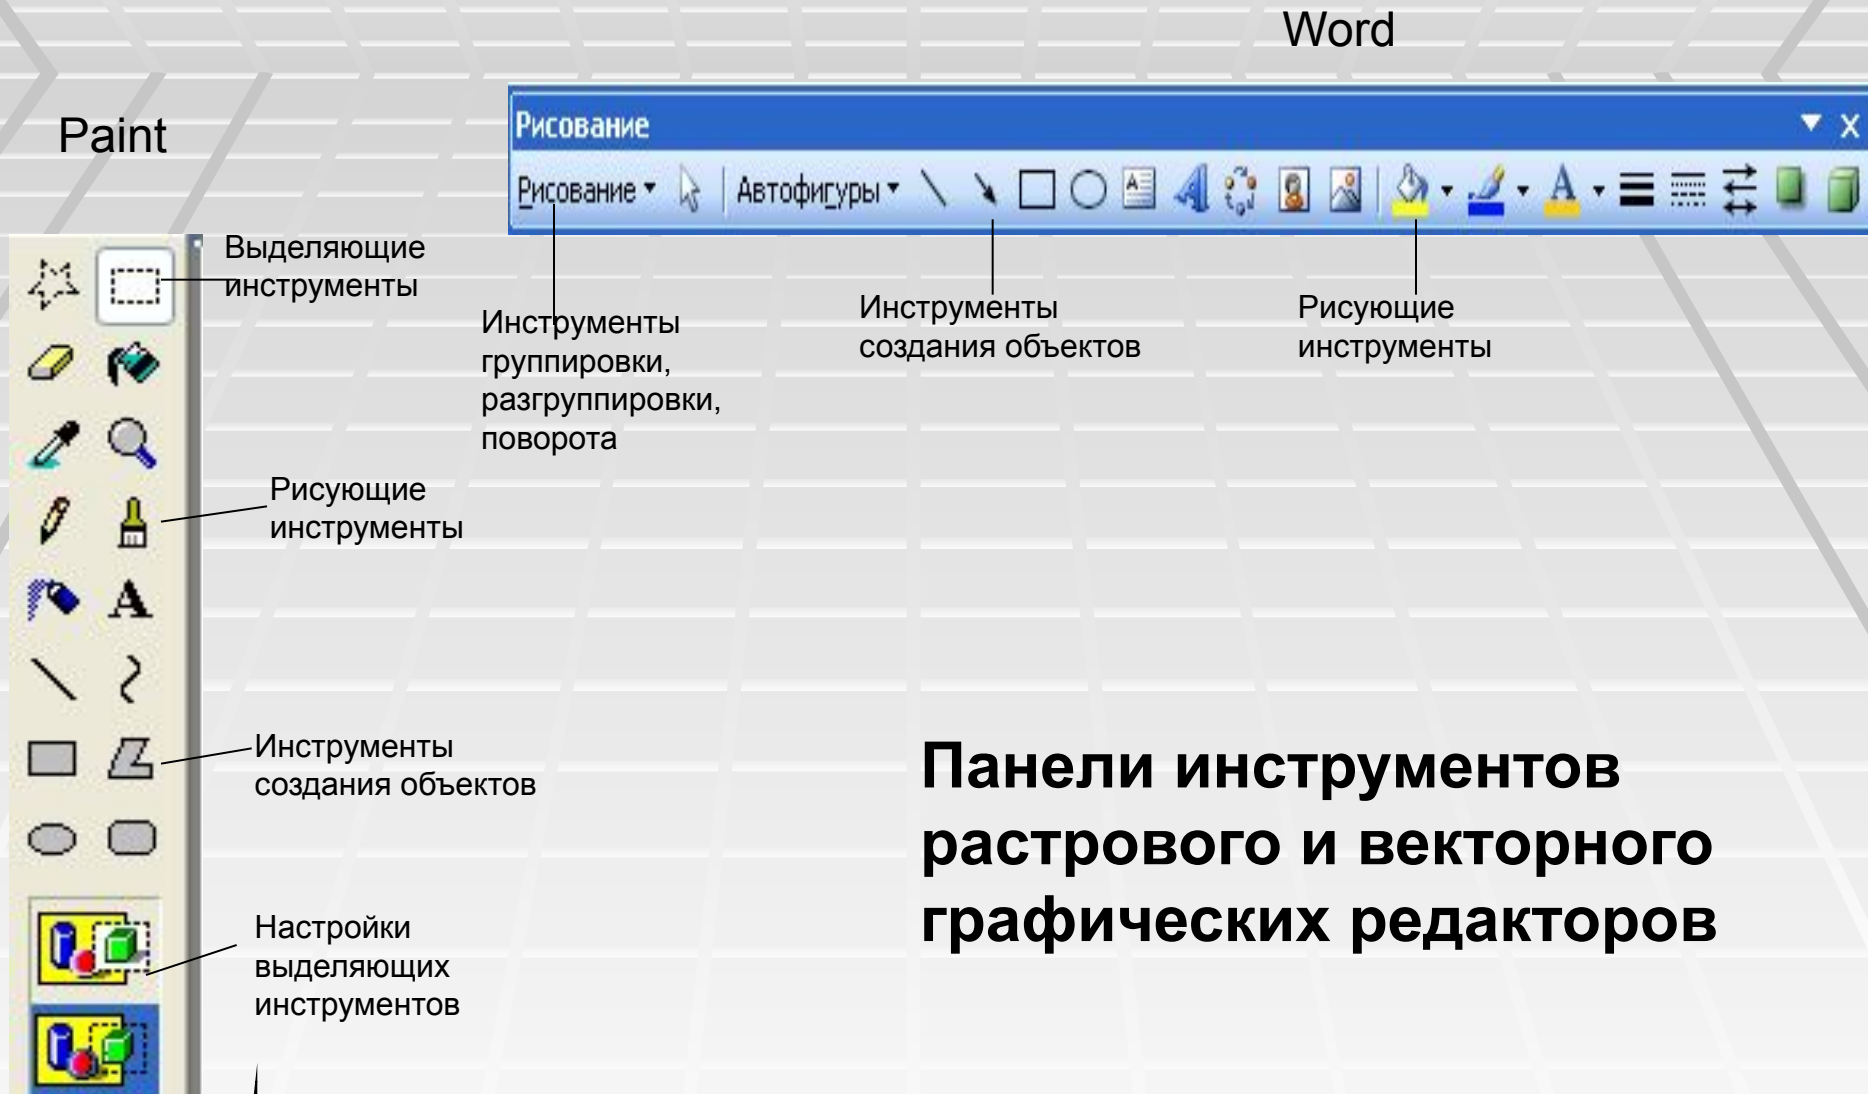 Word
Paint
Рисование
Рисование
Автофигуры
Выделяющие
инструменты
Инструменты
группировки,
разгруппировки,
поворота
Инструменты
создания объектов
Рисующие
инструменты
Рисующие
инструменты
A
Инструменты
создания объектов
Настройки
выделяющих
инструментов
Панели инструментов
растрового и векторного
графических редакторов